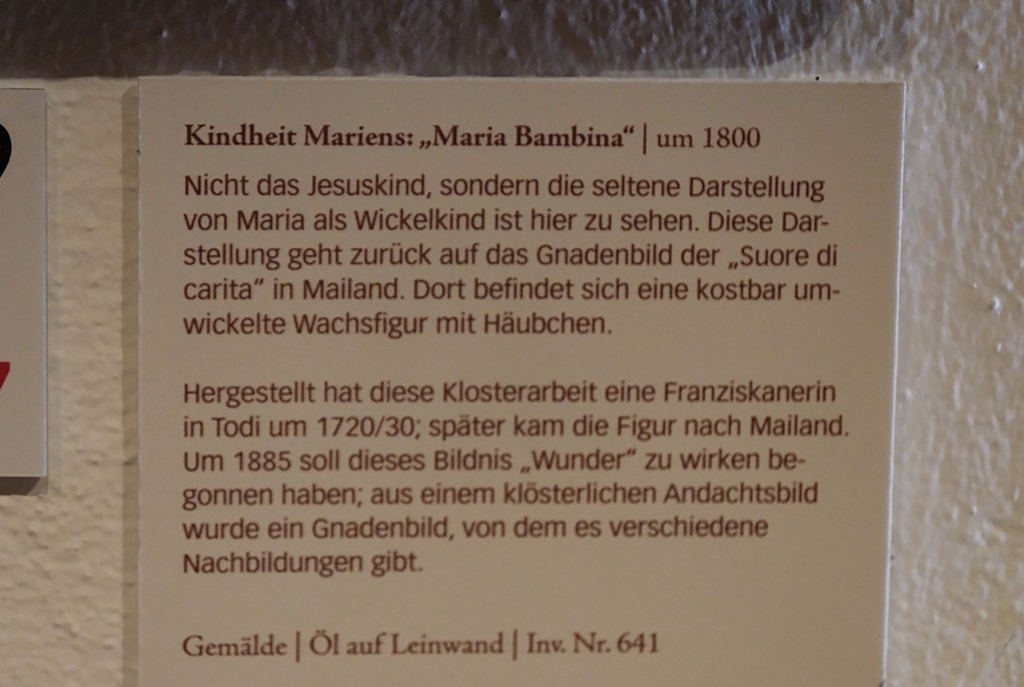 Kindheit Mariens: „Maria Bambina“ | um 1800
Nicht das Jesuskind, sondern die seltene Darstellung
von Maria als Wickelkind ist hier zu sehen. Diese Dar-
stellung geht zurück auf das Gnadenbild der „Suore di
carita“ in Mailand. Dort befindet sich eine kostbar um-
wickelte Wachsfigur mit Häubchen.
Hergestellt hat diese Klosterarbeit eine Franziskanerin
in Todi um 1720/30; später kam die Figur nach Mailand.
Um 1885 soll dieses Bildnis „Wunder“ zu wirken be-
gonnen haben; aus einem klösterlichen Andachtsbild
wurde ein Gnadenbild, von dem es verschiedene
Nachbildungen gibt.
Gemälde | Öl auf Leinwand | Inv. Nr. 641